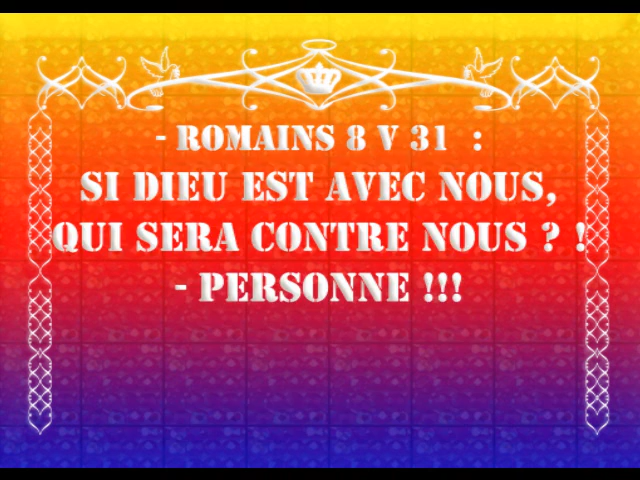 - ROMAINS 8 V 31 :
SI DIEU EST AVEC NOUS,
QUI SERA CONTRE NOUS ? !
- PERSONNE !!!